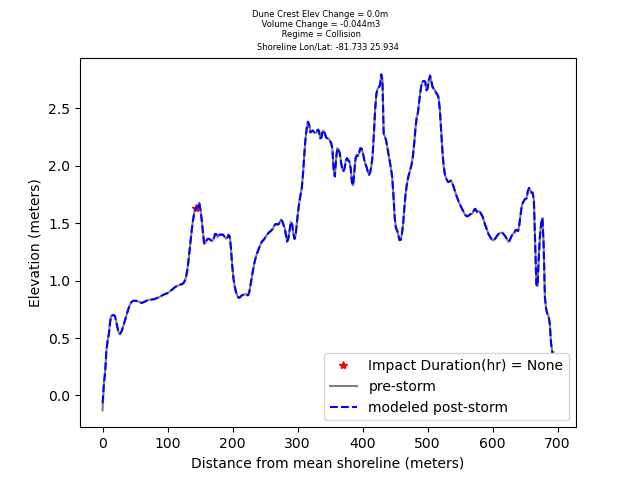 Dune Crest Elev Change = 0.0m
Volume Change = -0.044m3
Regime = Collision
Shoreline Lon/Lat: -81.733 25.934
2.5
2.0
1.5
1.0
0.5
0.0
Elevation (meters)
Impact Duration(hr) = None
pre-storm
modeled post-storm
0 100 200 300 400 500 600 700
Distance from mean shoreline (meters)